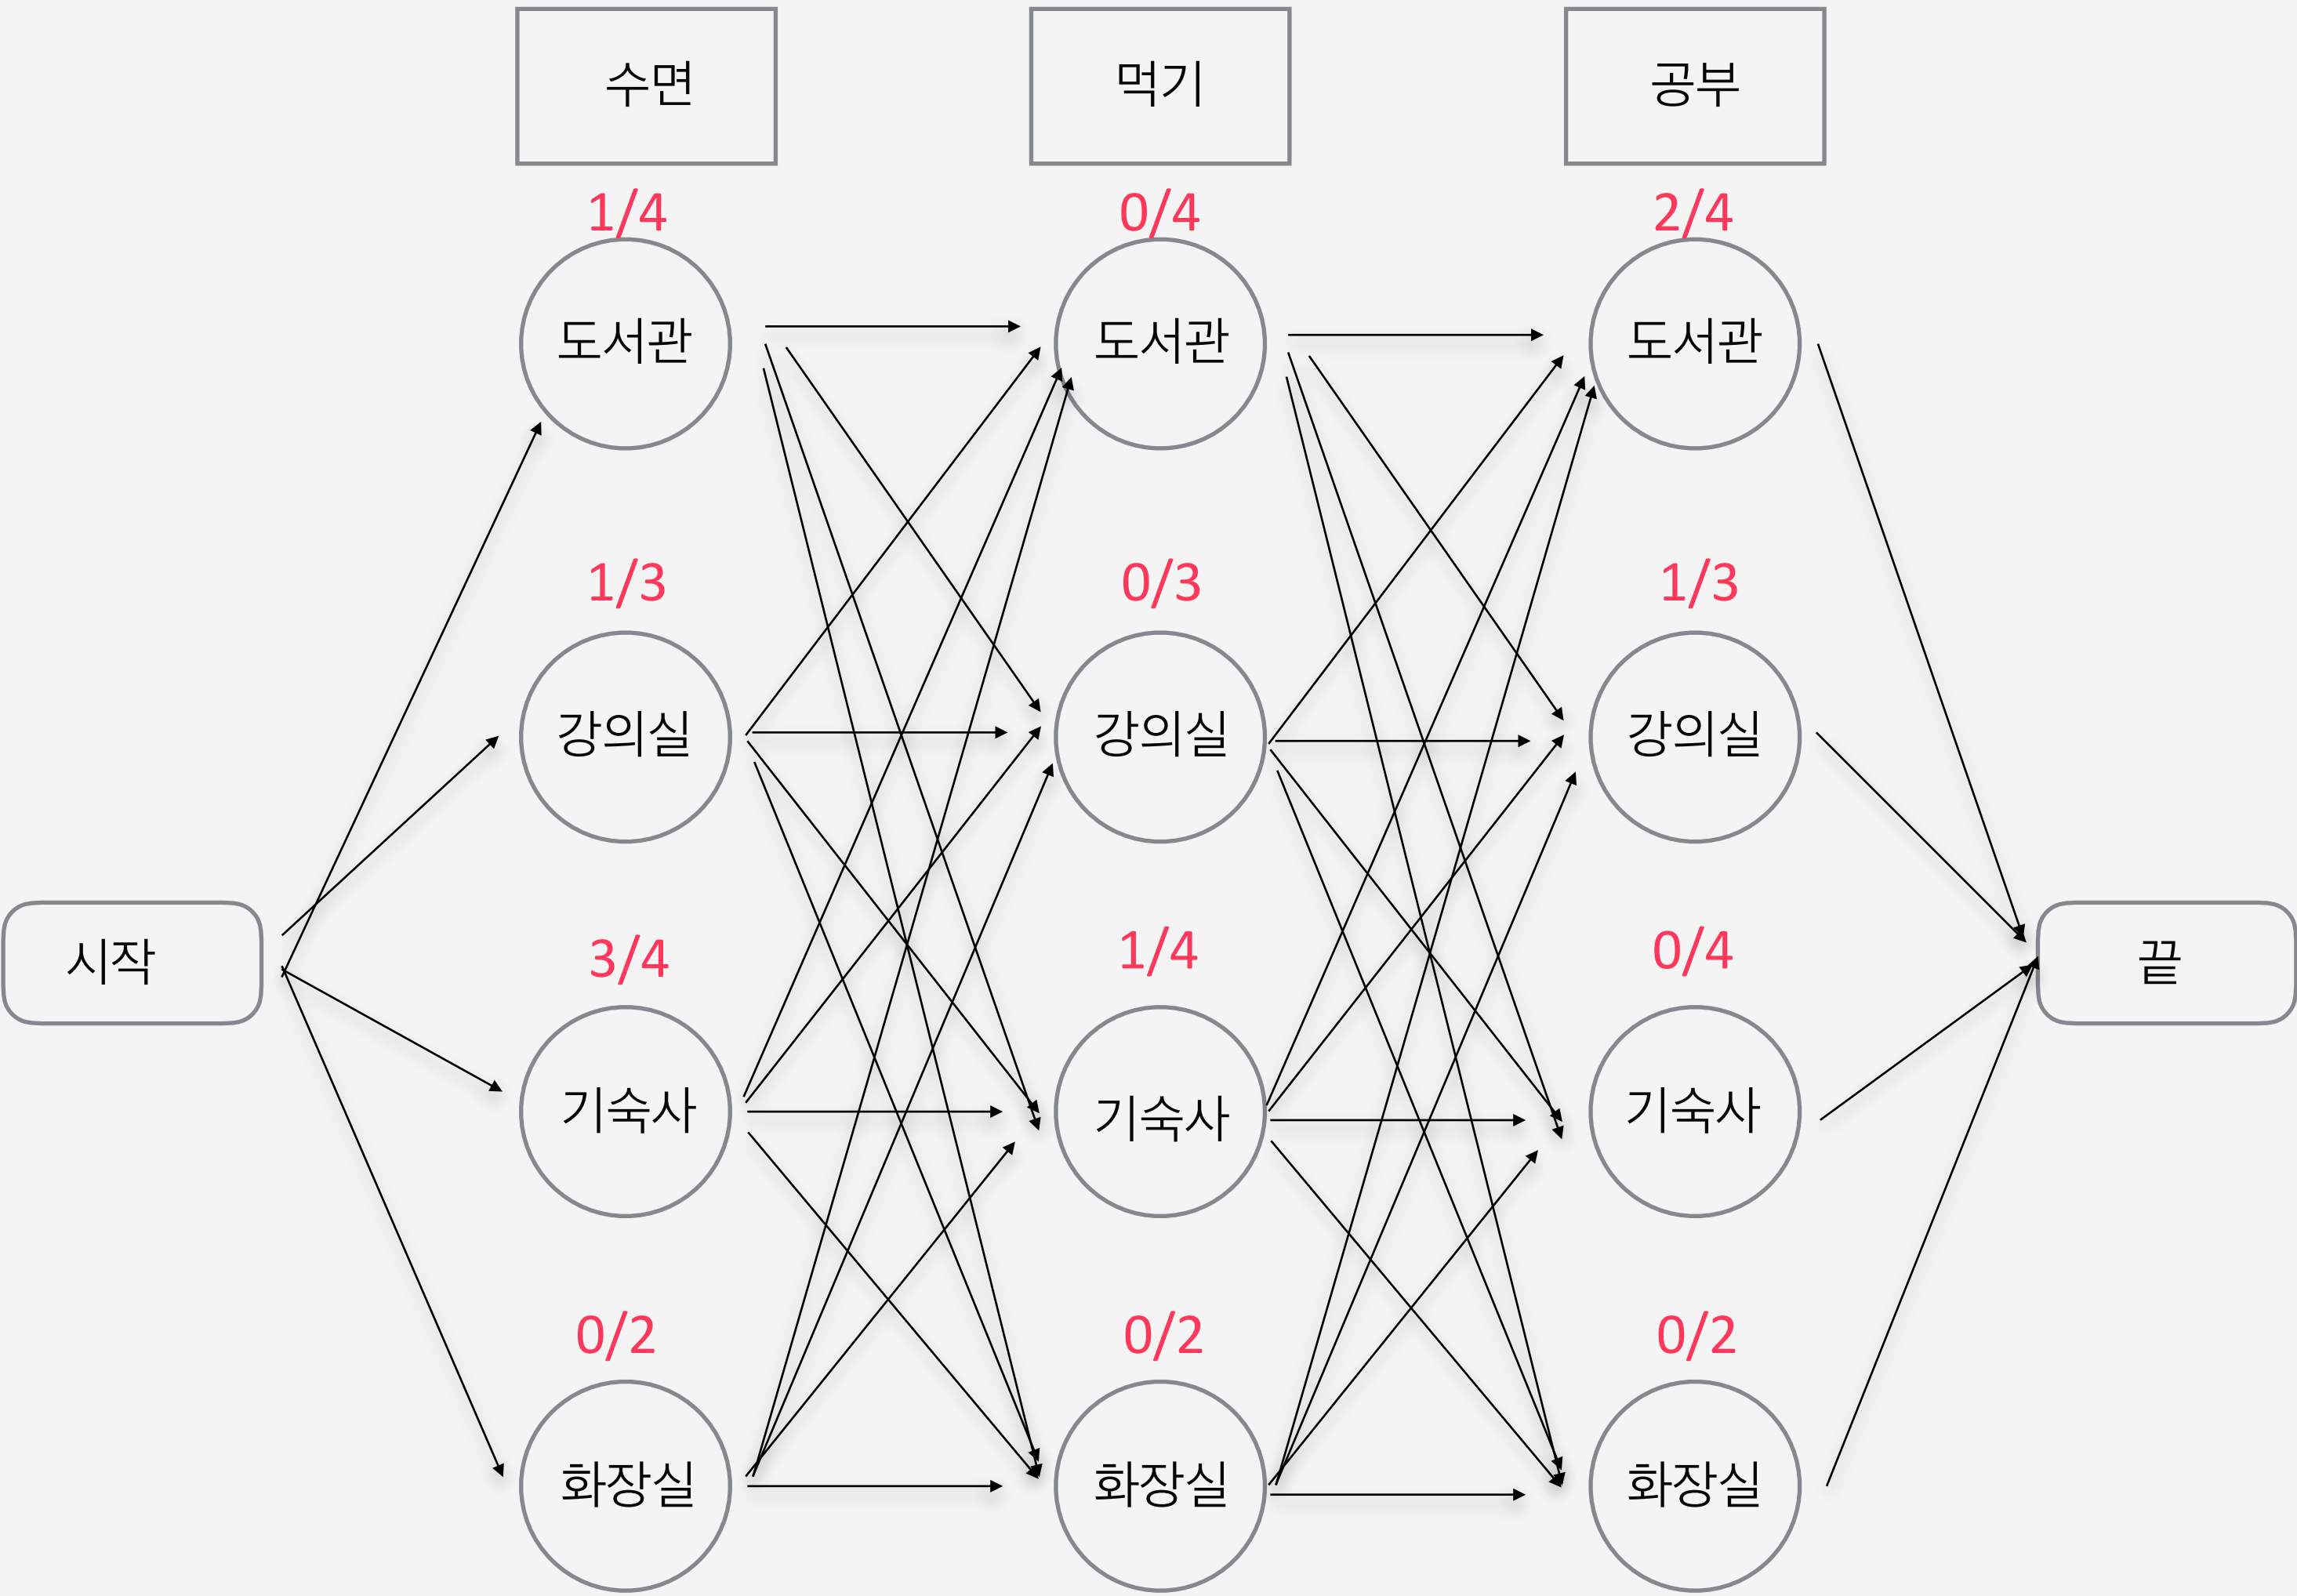 수면
먹기
공부
1/4
0/4
2/4
도서관
도서관
도서관
1/3
0/3
1/3
강의실
강의실
강의실
시작
3/4
1/4
0/4
끝
기숙사
기숙사
기숙사
0/2
0/2
0/2
화장실
화장실
화장실